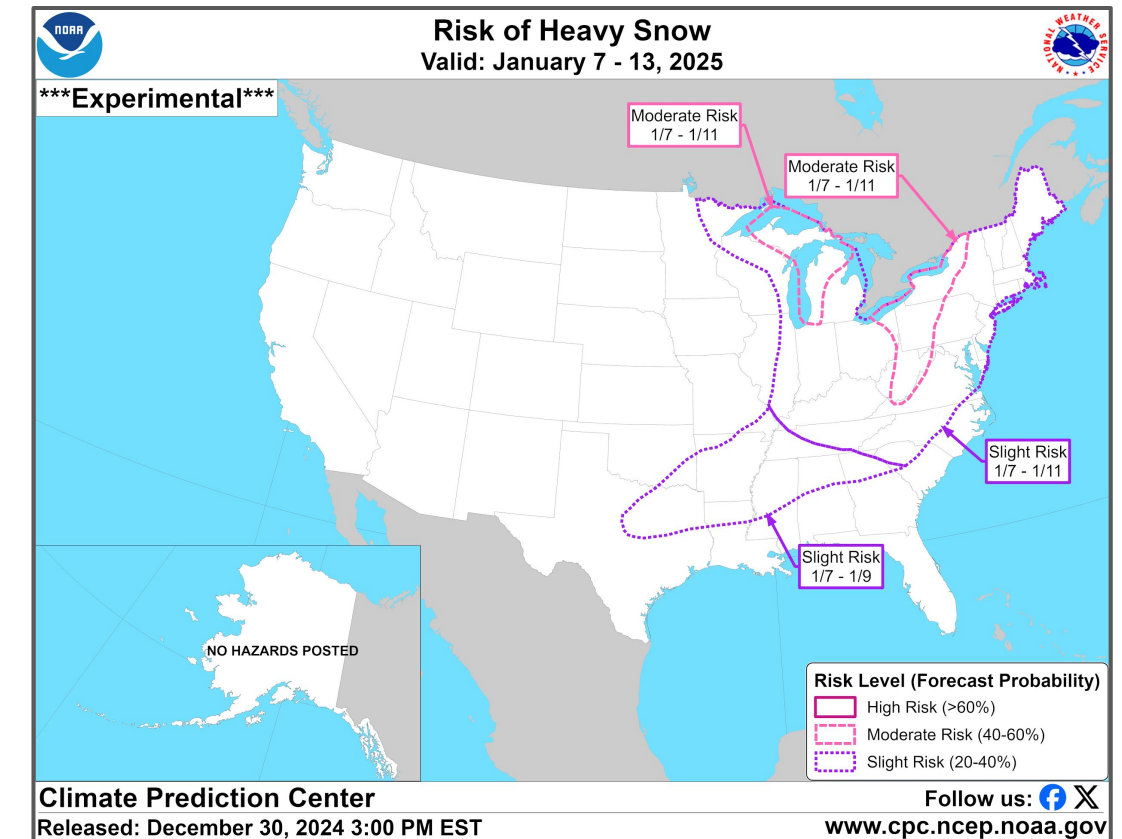 NOAA
Risk of Heavy Snow
Valid: January 7 - 13, 2025
NATIONAL WEATHER SERVICE
***Experimental***
Moderate Risk
1/7 - 1/11
Moderate Risk
1/7 - 1/11
Slight Risk
1/7 - 1/11
Slight Risk
1/7 - 1/9
NO HAZARDS POSTED
Risk Level (Forecast Probability)
High Risk (>60%)
Moderate Risk (40-60%)
Slight Risk (20-40%)
Climate Prediction Center
Follow us:
Released: December 30, 2024 3:00 PM EST
www.cpc.ncep.noaa.gov